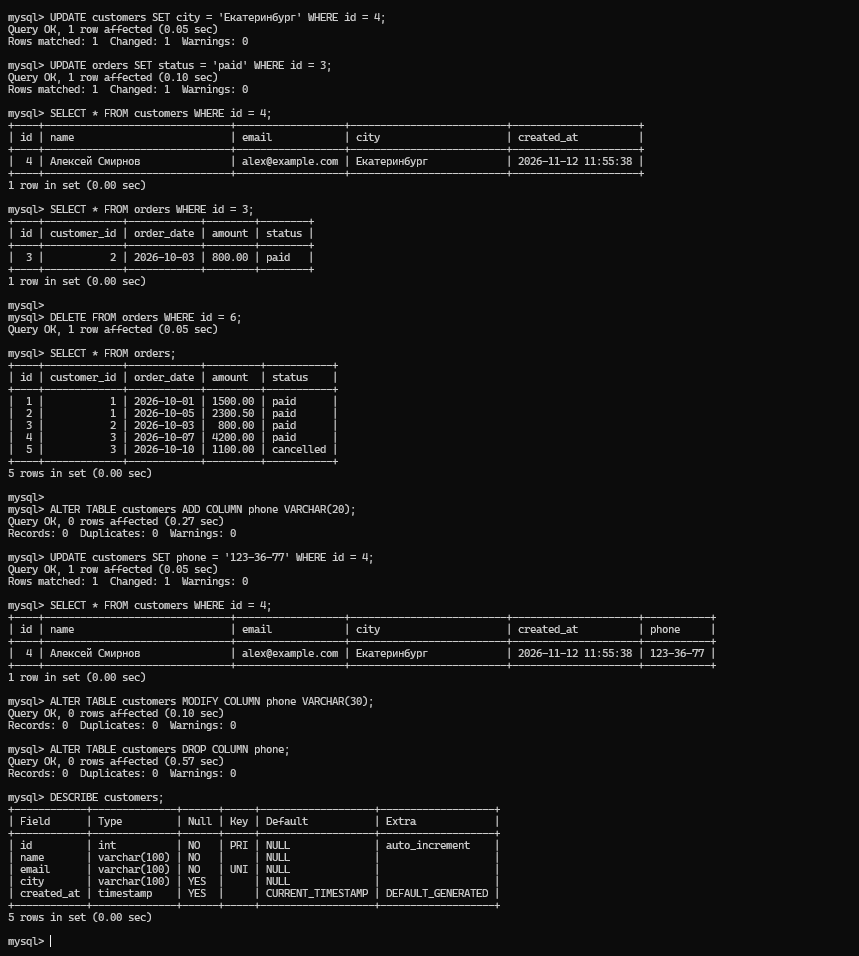 mysql> UPDATE customers SET city = 'Екатеринбург' WHERE id = 4;
Query OK, 1 row affected (0.05 sec)
Rows matched: 1  Changed: 1  Warnings: 0

mysql> UPDATE orders SET status = 'paid' WHERE id = 3;
Query OK, 1 row affected (0.10 sec)
Rows matched: 1  Changed: 1  Warnings: 0

mysql> SELECT * FROM customers WHERE id = 4;
+----+-------------------------------+------------------+--------------------------+---------------------+
| id | name                          | email            | city                     | created_at          |
+----+-------------------------------+------------------+--------------------------+---------------------+
|  4 | Алексей Смирнов               | alex@example.com | Екатеринбург             | 2026-11-12 11:55:38 |
+----+-------------------------------+------------------+--------------------------+---------------------+
1 row in set (0.00 sec)

mysql> SELECT * FROM orders WHERE id = 3;
+----+-------------+------------+--------+--------+
| id | customer_id | order_date | amount | status |
+----+-------------+------------+--------+--------+
|  3 |           2 | 2026-10-03 | 800.00 | paid   |
+----+-------------+------------+--------+--------+
1 row in set (0.00 sec)

mysql>
mysql> DELETE FROM orders WHERE id = 6;
Query OK, 1 row affected (0.05 sec)

mysql> SELECT * FROM orders;
+----+-------------+------------+---------+-----------+
| id | customer_id | order_date | amount  | status    |
+----+-------------+------------+---------+-----------+
|  1 |           1 | 2026-10-01 | 1500.00 | paid      |
|  2 |           1 | 2026-10-05 | 2300.50 | paid      |
|  3 |           2 | 2026-10-03 |  800.00 | paid      |
|  4 |           3 | 2026-10-07 | 4200.00 | paid      |
|  5 |           3 | 2026-10-10 | 1100.00 | cancelled |
+----+-------------+------------+---------+-----------+
5 rows in set (0.00 sec)

mysql>
mysql> ALTER TABLE customers ADD COLUMN phone VARCHAR(20);
Query OK, 0 rows affected (0.27 sec)
Records: 0  Duplicates: 0  Warnings: 0

mysql> UPDATE customers SET phone = '123-36-77' WHERE id = 4;
Query OK, 1 row affected (0.05 sec)
Rows matched: 1  Changed: 1  Warnings: 0

mysql> SELECT * FROM customers WHERE id = 4;
+----+-------------------------------+------------------+--------------------------+---------------------+-----------+
| id | name                          | email            | city                     | created_at          | phone     |
+----+-------------------------------+------------------+--------------------------+---------------------+-----------+
|  4 | Алексей Смирнов               | alex@example.com | Екатеринбург             | 2026-11-12 11:55:38 | 123-36-77 |
+----+-------------------------------+------------------+--------------------------+---------------------+-----------+
1 row in set (0.00 sec)

mysql> ALTER TABLE customers MODIFY COLUMN phone VARCHAR(30);
Query OK, 0 rows affected (0.10 sec)
Records: 0  Duplicates: 0  Warnings: 0

mysql> ALTER TABLE customers DROP COLUMN phone;
Query OK, 0 rows affected (0.57 sec)
Records: 0  Duplicates: 0  Warnings: 0

mysql> DESCRIBE customers;
+------------+--------------+------+-----+-------------------+-------------------+
| Field      | Type         | Null | Key | Default           | Extra             |
+------------+--------------+------+-----+-------------------+-------------------+
| id         | int          | NO   | PRI | NULL              | auto_increment    |
| name       | varchar(100) | NO   |     | NULL              |                   |
| email      | varchar(100) | NO   | UNI | NULL              |                   |
| city       | varchar(100) | YES  |     | NULL              |                   |
| created_at | timestamp    | YES  |     | CURRENT_TIMESTAMP | DEFAULT_GENERATED |
+------------+--------------+------+-----+-------------------+-------------------+
5 rows in set (0.00 sec)

mysql>